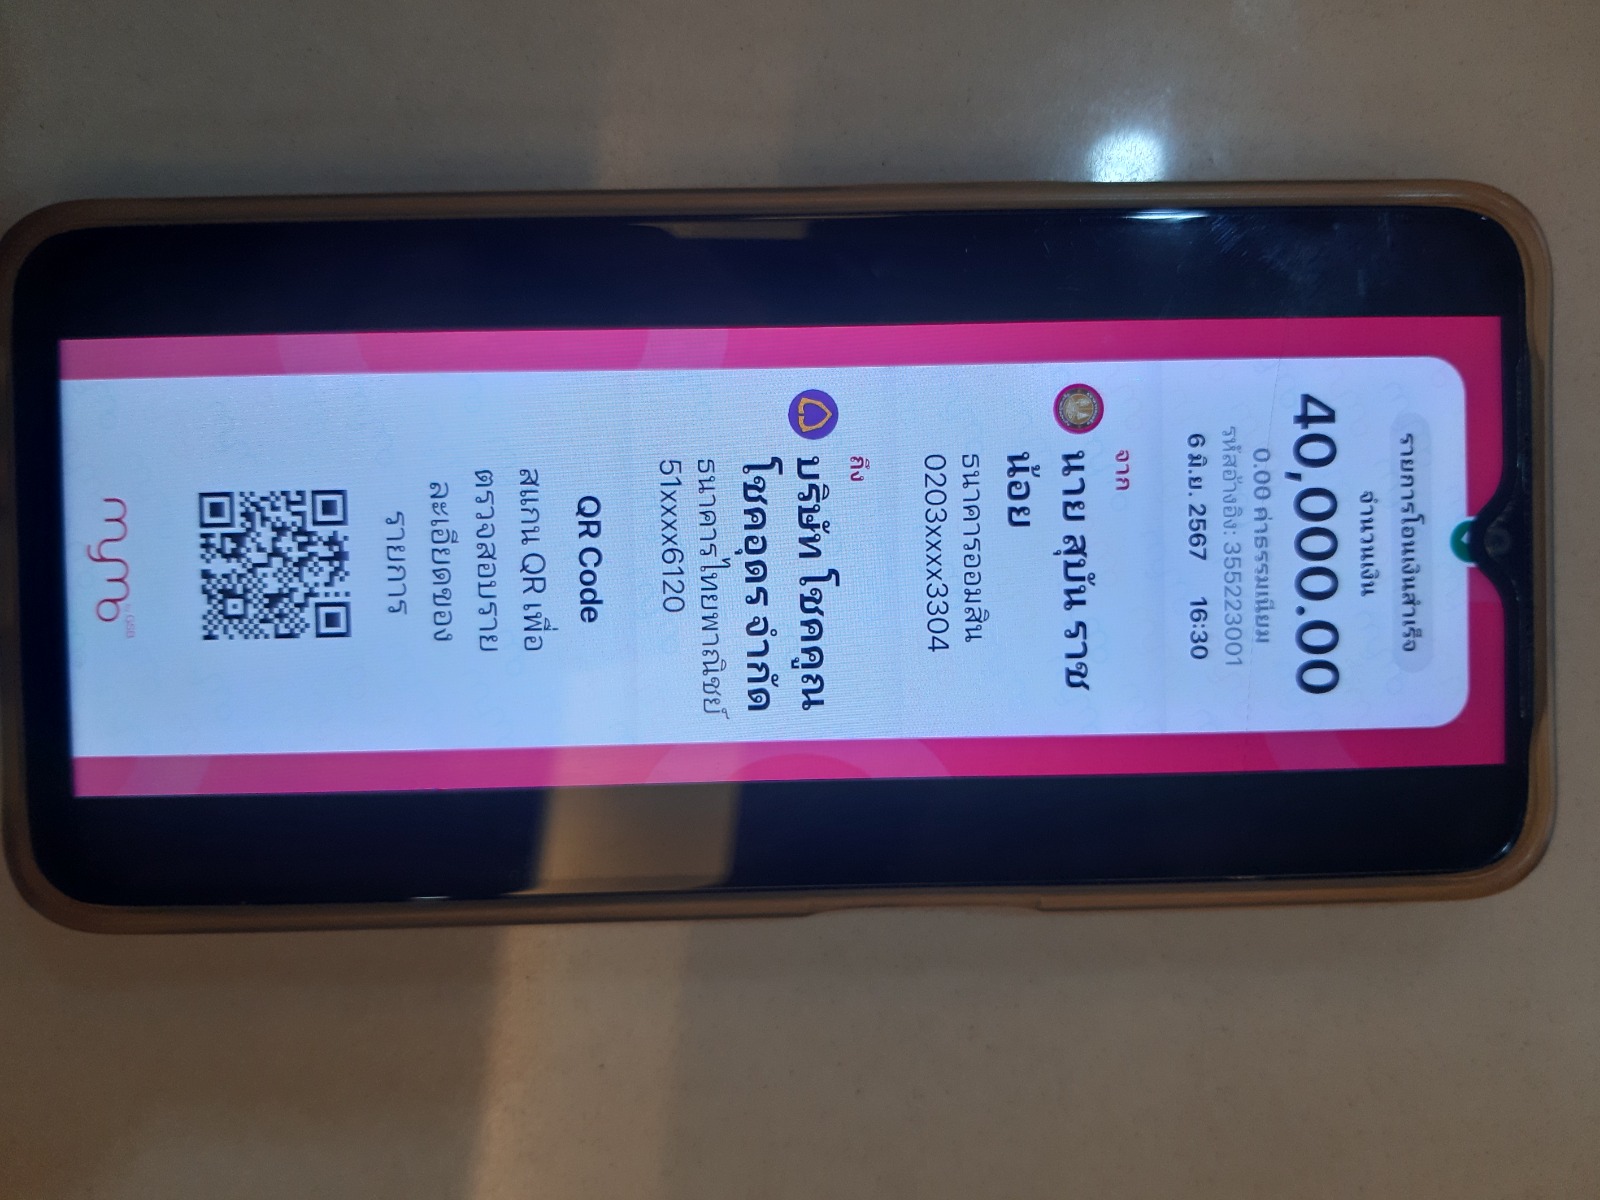 รายการโอนเงินสำเร็จ
จำนวนเงิน
40,000.00
0.00 ค่าธรรมเนียม
รหัสอ้างอิง: 355223001
6 มิ.ย. 2567 16:30
จาก
นาย สุบัน ราช
น้อย
ธนาคารออมสิน
0203xxxx3304
ถึง
บริษัท โชคคูณ
โชคอุดร จำกัด
ธนาคารไทยพาณิชย์
51xxxx6120
QR Code
สแกน QR เพื่อ
ตรวจสอบราย
ละเอียดของ
รายการ
mymo
by GSB